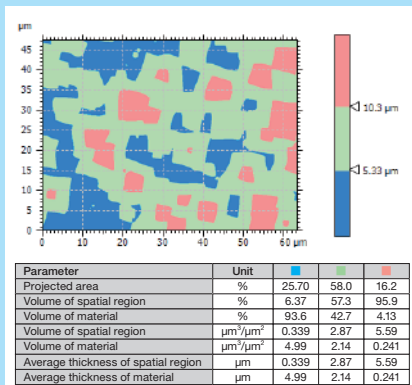 µm
45
40
35
30
25
20
15
10
5
0
0 10 20 30 40 50 60 µm
10.3 µm
5.33 µm
Parameter Unit
Projected area % 25.70 58.0 16.2
Volume of spatial region % 6.37 57.3 95.9
Volume of material % 93.6 42.7 4.13
Volume of spatial region µm³/µm² 0.339 2.87 5.59
Volume of material µm³/µm² 4.99 2.14 0.241
Average thickness of spatial region µm 0.339 2.87 5.59
Average thickness of material µm 4.99 2.14 0.241